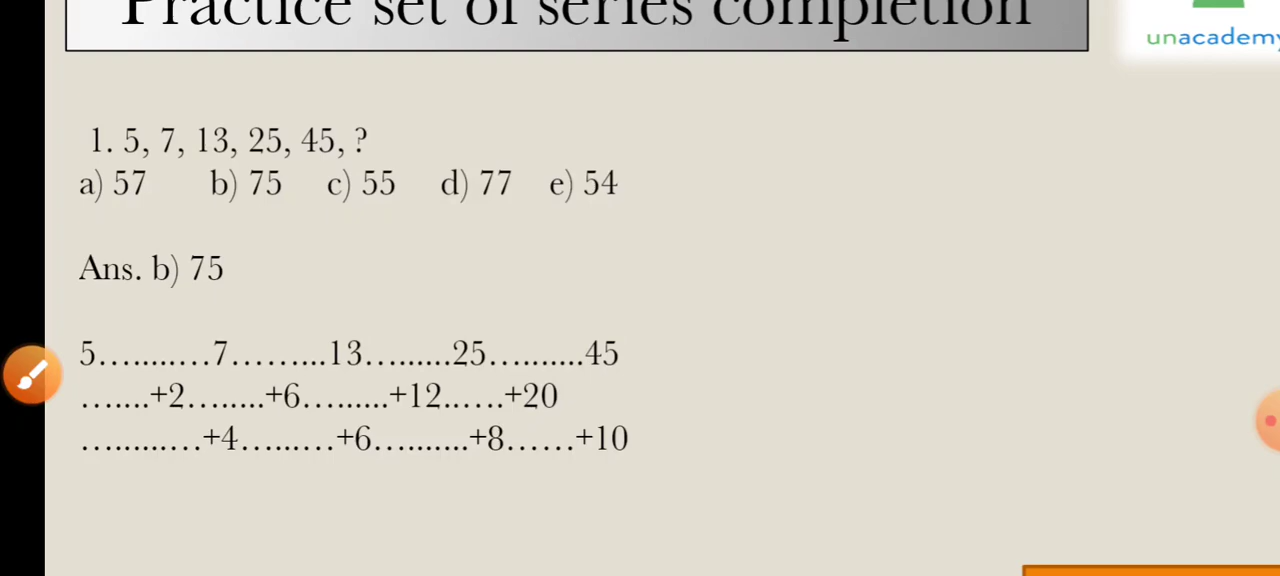 Practice set of series completion
unacademy
1. 5, 7, 13, 25, 45, ?
a) 57 b) 75 c) 55 d) 77 e) 54
Ans. b) 75
5….......…7……...13….......25….......45
…....+2….......+6….......+12...….+20
….......…+4…...…+6….......+8……+10